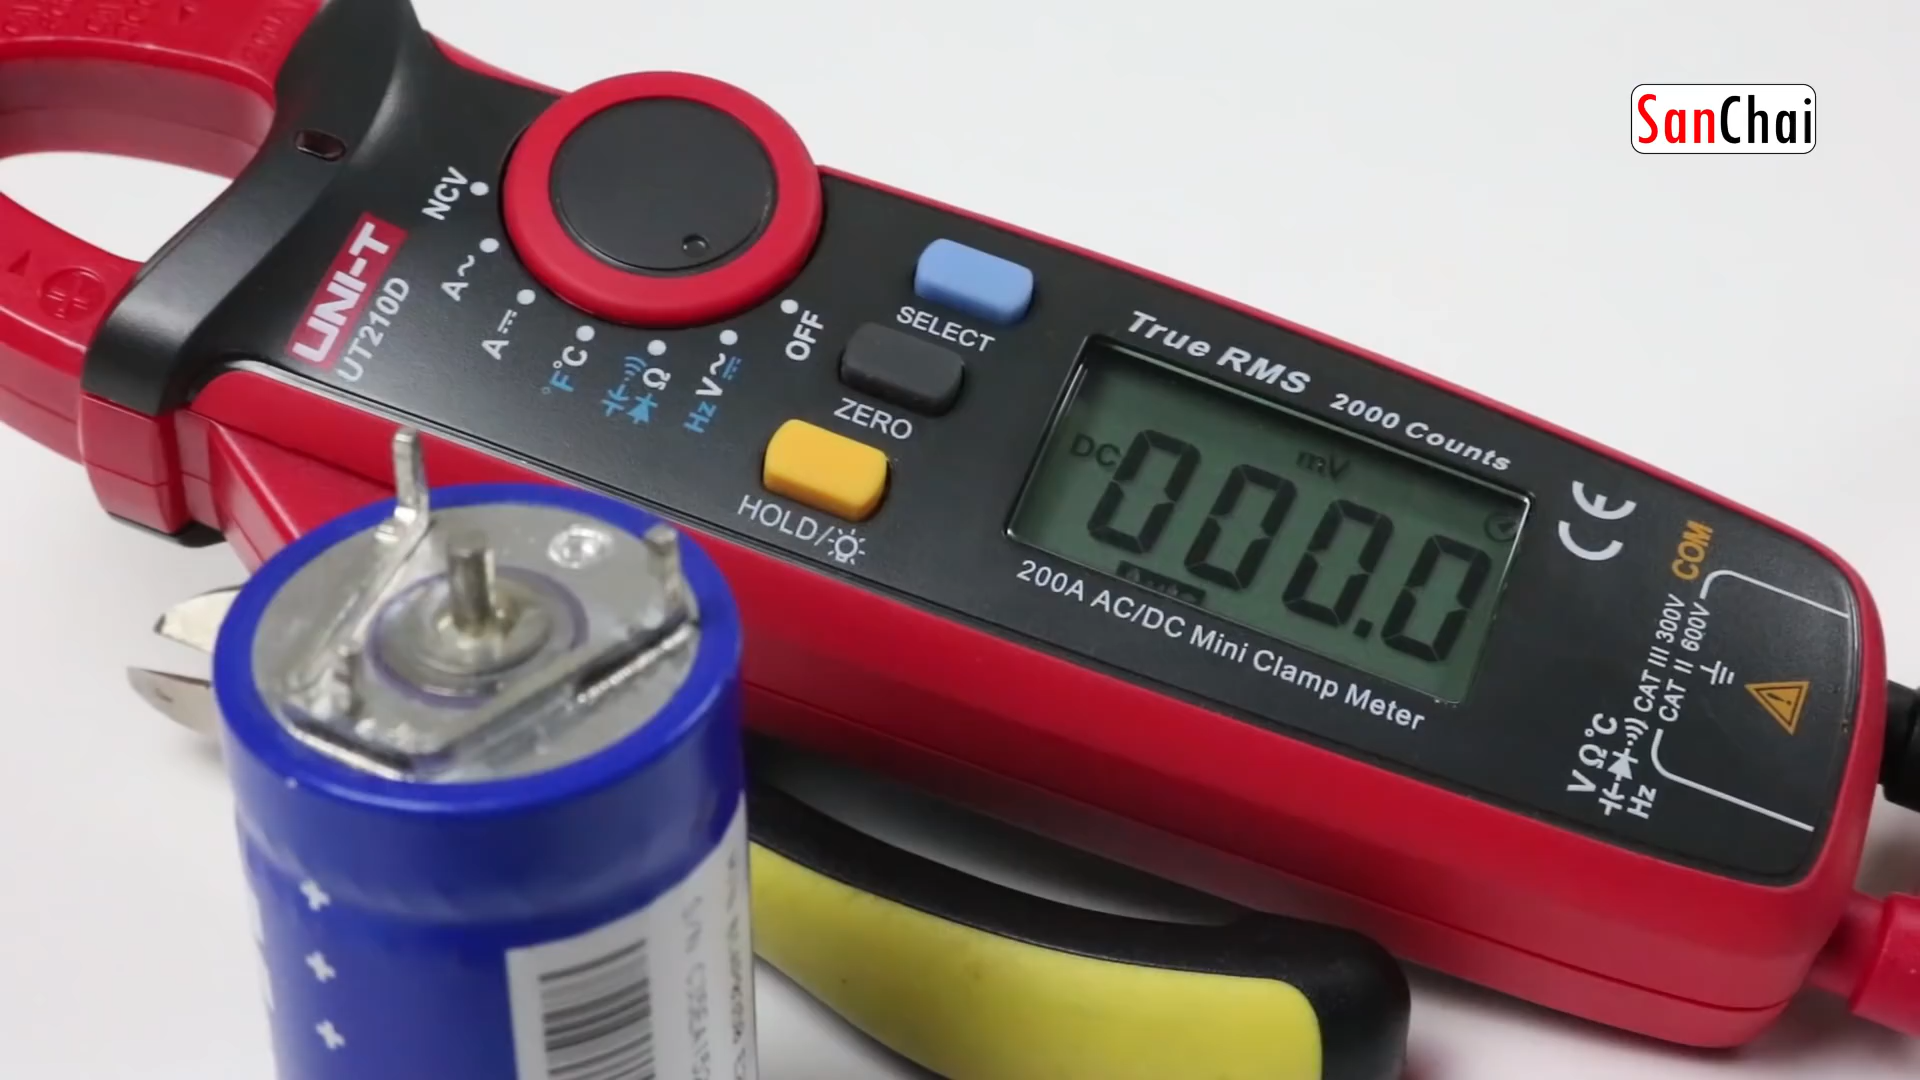 SanChai
NCV
A~
A
°F°C
Ω
Hz V~
OFF
UNI-T
UT210D
SELECT
ZERO
HOLD/
True RMS 2000 Counts
DC
mV
000.0
Auto
200A AC/DC Mini Clamp Meter
CE
COM
CAT III 300V
CAT II 600V
VΩ°C
Hz